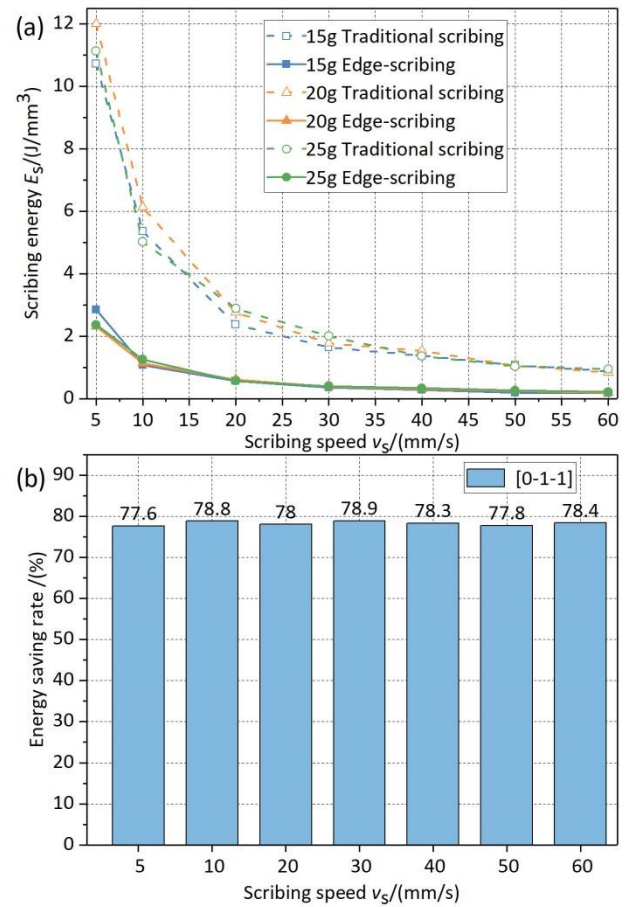 (a)
12
10
8
6
4
2
0
Scribing energy Eₛ/(J/mm³)
15g Traditional scribing
15g Edge-scribing
20g Traditional scribing
20g Edge-scribing
25g Traditional scribing
25g Edge-scribing
5 10 15 20 25 30 35 40 45 50 55 60
Scribing speed vₛ/(mm/s)
(b)
90
80
70
60
50
40
30
20
10
0
Energy saving rate /(%)
[0-1-1]
77.6 78.8 78 78.9 78.3 77.8 78.4
5 10 20 30 40 50 60
Scribing speed vₛ/(mm/s)